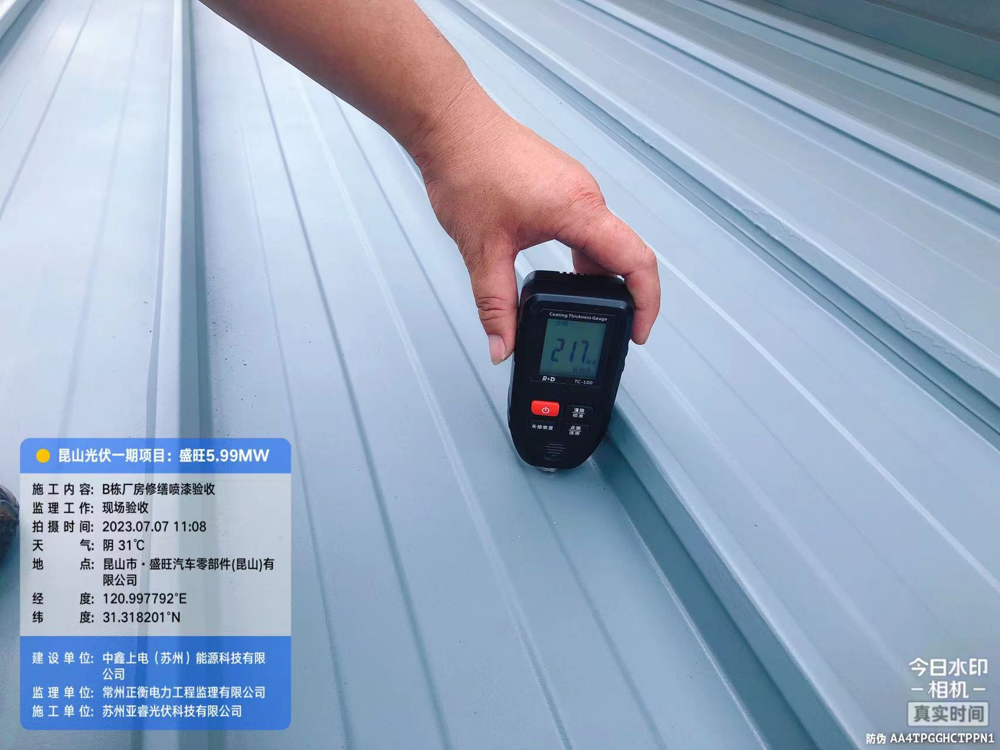 Coating Thickness Gauge
217
R&D TC-100
清除
校准
长按恢复
点测
连测
昆山光伏一期项目：盛旺5.99MW
施工内容: B栋厂房修缮喷漆验收
监理工作: 现场验收
拍摄时间: 2023.07.07 11:08
天气: 阴 31℃
地点: 昆山市·盛旺汽车零部件(昆山)有
限公司
经度: 120.997792°E
纬度: 31.318201°N
建设单位: 中鑫上电（苏州）能源科技有限
公司
监理单位: 常州正衡电力工程监理有限公司
施工单位: 苏州亚睿光伏科技有限公司
今日水印
相机
真实时间
防伪 AA4TPGGHCTPPN1